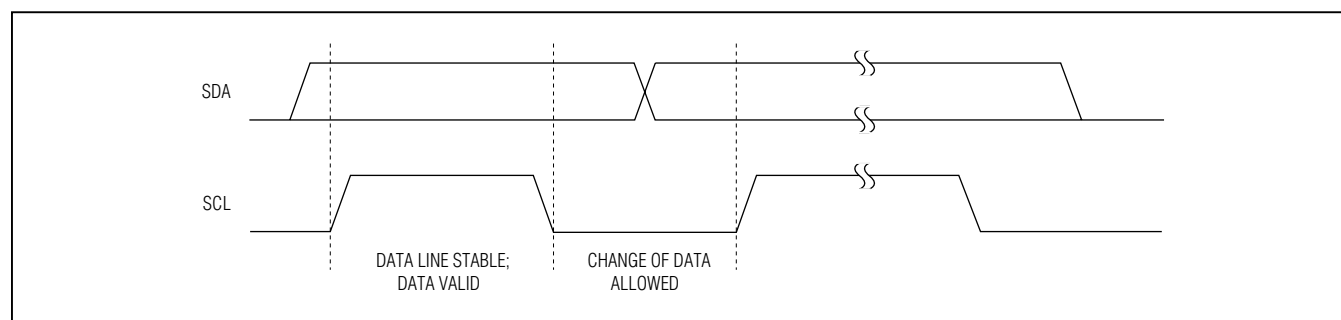 SDA
SCL
DATA LINE STABLE;
DATA VALID
CHANGE OF DATA
ALLOWED